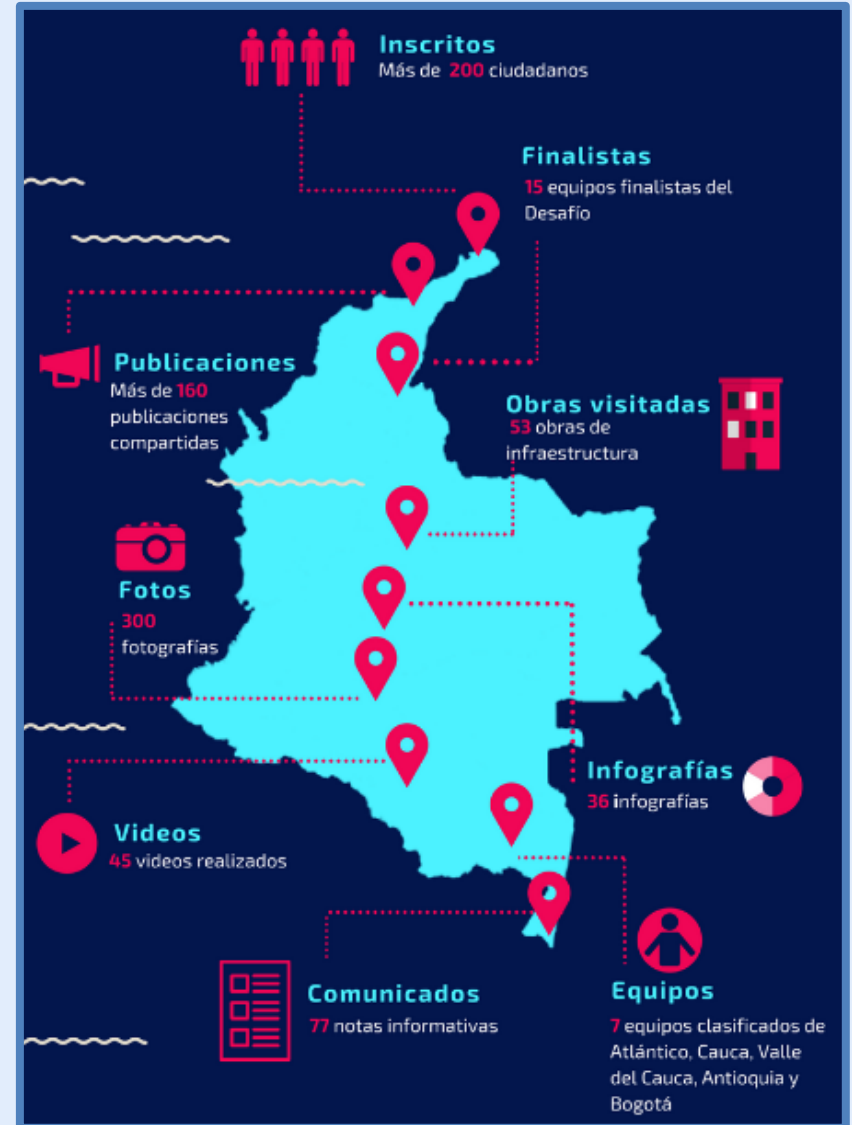 Inscritos
Más de 200 ciudadanos
Finalistas
15 equipos finalistas del
Desafío
Publicaciones
Más de 160
publicaciones
compartidas
Obras visitadas
53 obras de
infraestructura
Fotos
300
fotografías
Infografías
36 infografías
Videos
45 videos realizados
Comunicados
77 notas informativas
Equipos
7 equipos clasificados de
Atlántico, Cauca, Valle
del Cauca, Antioquia y
Bogotá